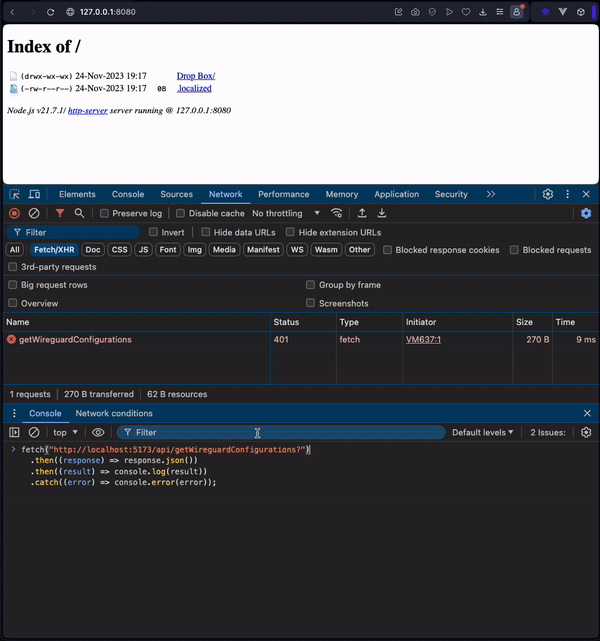 127.0.0.1:8080
Index of /
(drwx-wx-wx) 24-Nov-2023 19:17 Drop Box/
(-rw-r--r--) 24-Nov-2023 19:17 0B .localized
Node.js v21.7.1/ http-server server running @ 127.0.0.1:8080
Elements Console Sources Network Performance Memory Application Security
Preserve log Disable cache No throttling
Filter Invert Hide data URLs Hide extension URLs
All Fetch/XHR Doc CSS JS Font Img Media Manifest WS Wasm Other Blocked response cookies Blocked requests
3rd-party requests
Big request rows Group by frame
Overview Screenshots
Name Status Type Initiator Size Time
getWireguardConfigurations 401 fetch VM637:1 270 B 9 ms
1 requests 270 B transferred 62 B resources
Console Network conditions
top Filter Default levels 2 Issues:
fetch("http://localhost:5173/api/getWireguardConfigurations?")
.then((response) => response.json())
.then((result) => console.log(result))
.catch((error) => console.error(error));